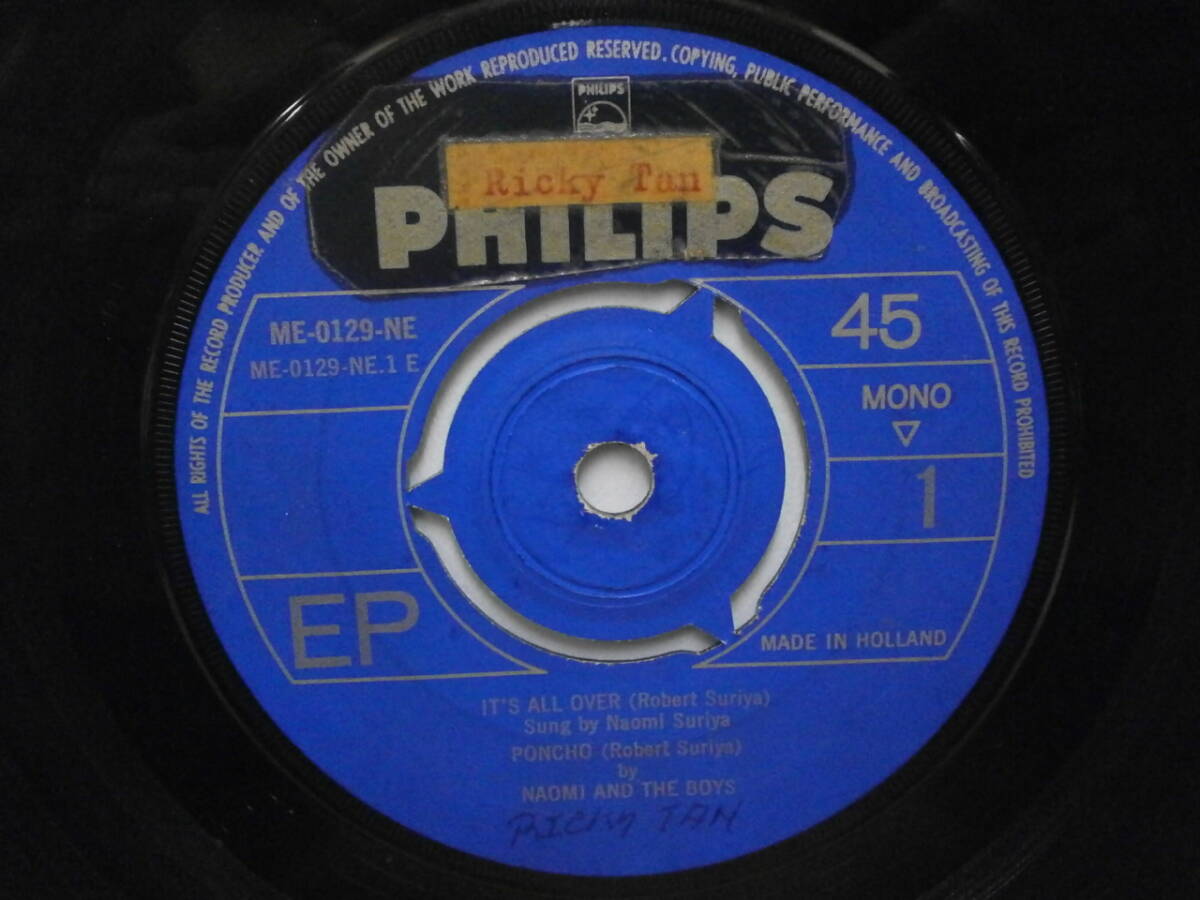 ALL RIGHTS OF THE RECORD PRODUCER AND OF THE OWNER OF THE WORK REPRODUCED RESERVED. COPYING, PUBLIC PERFORMANCE AND BROADCASTING OF THIS RECORD PROHIBITED
PHILIPS
Ricky Tan
PHILIPS
ME-0129-NE
ME-0129-NE.1 E
45
MONO
1
EP
MADE IN HOLLAND
IT'S ALL OVER (Robert Suriya)
Sung by Naomi Suriya
PONCHO (Robert Suriya)
by
NAOMI AND THE BOYS
RICKY TAN